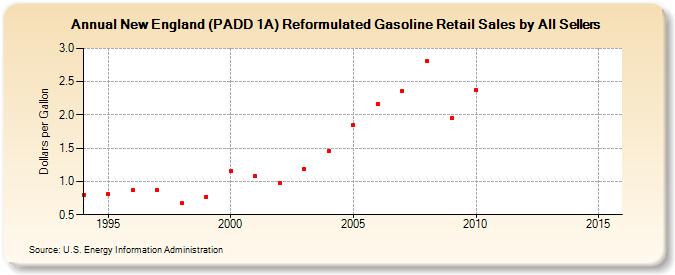 Annual New England (PADD 1A) Reformulated Gasoline Retail Sales by All Sellers
Dollars per Gallon
3.0
2.5
2.0
1.5
1.0
0.5
1995 2000 2005 2010 2015
Source: U.S. Energy Information Administration